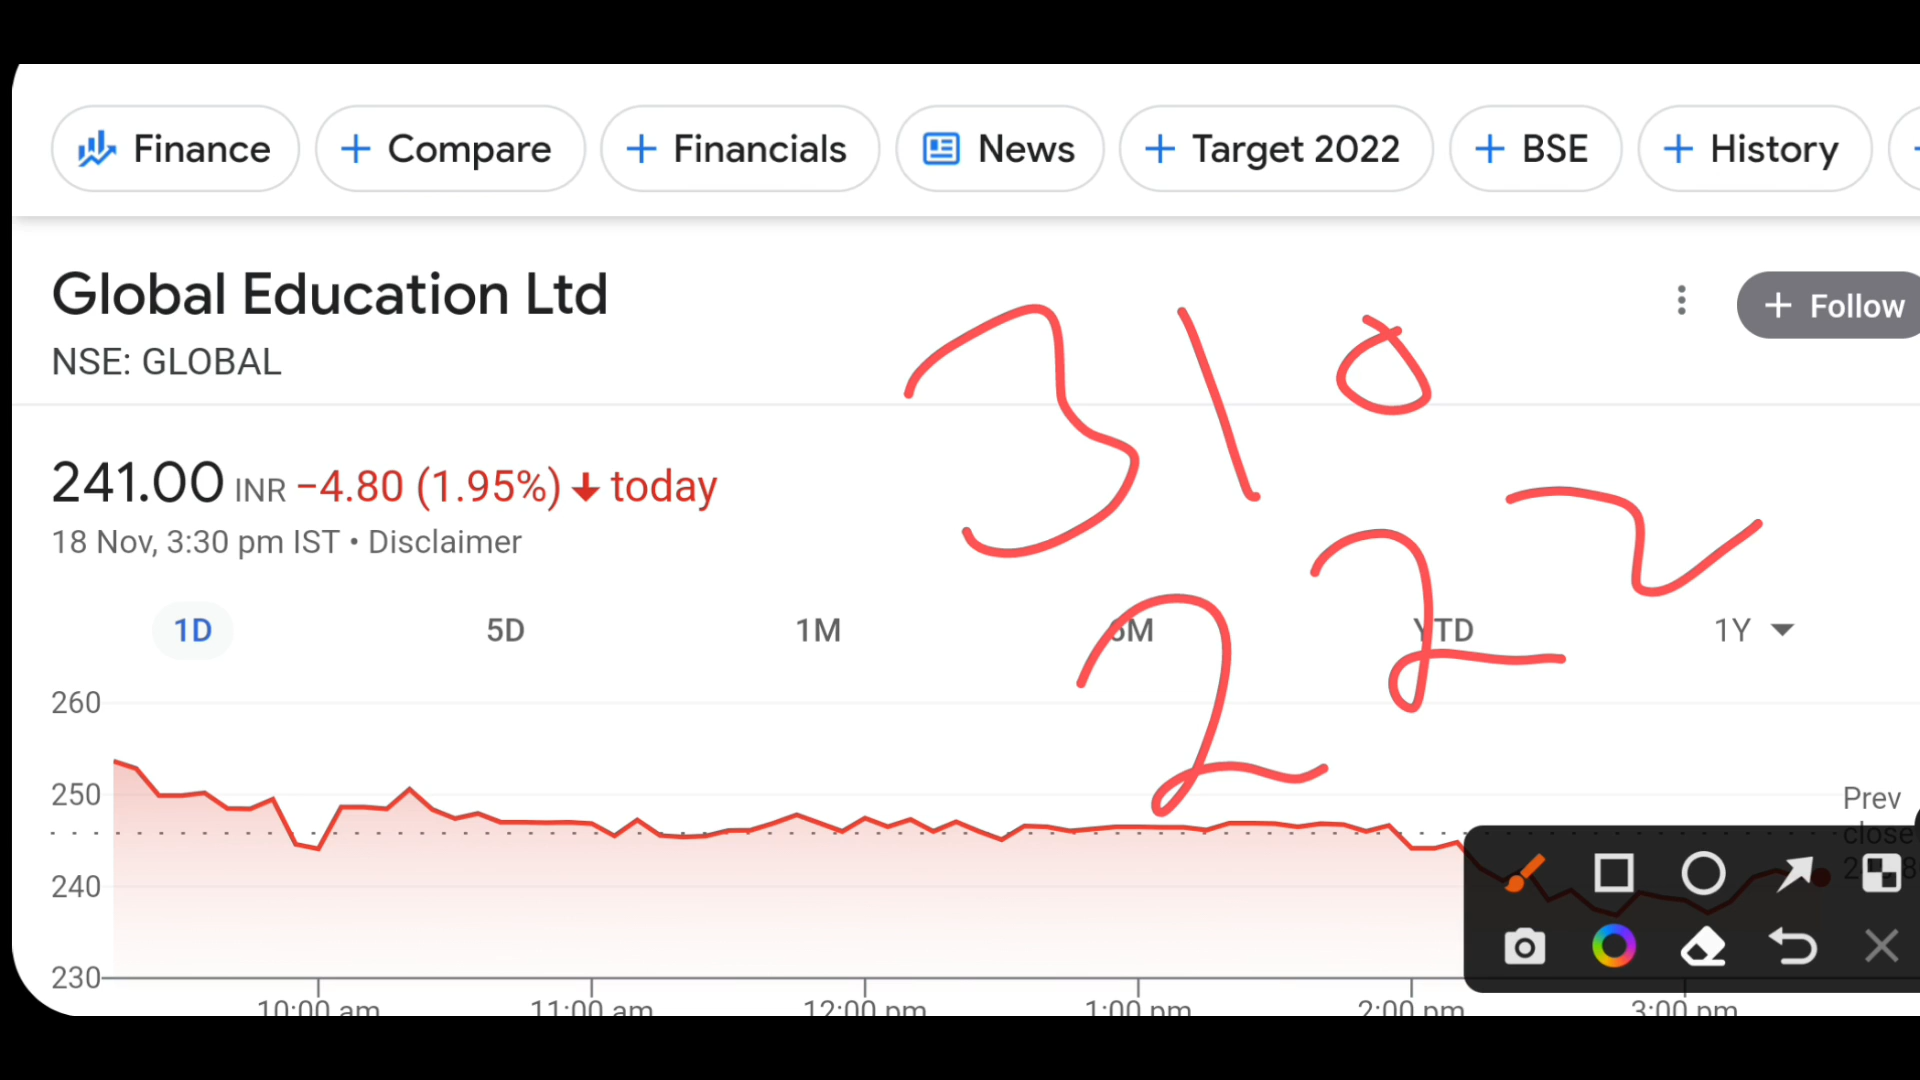 Finance + Compare + Financials News + Target 2022 + BSE + History
Global Education Ltd
+ Follow
NSE: GLOBAL
310
241.00 INR −4.80 (1.95%) ↓ today
18 Nov, 3:30 pm IST • Disclaimer
222
1D 5D 1M 6M YTD 1Y
260
250
Prev
close
240
230
10:00 am 11:00 am 12:00 pm 1:00 pm 2:00 pm 3:00 pm